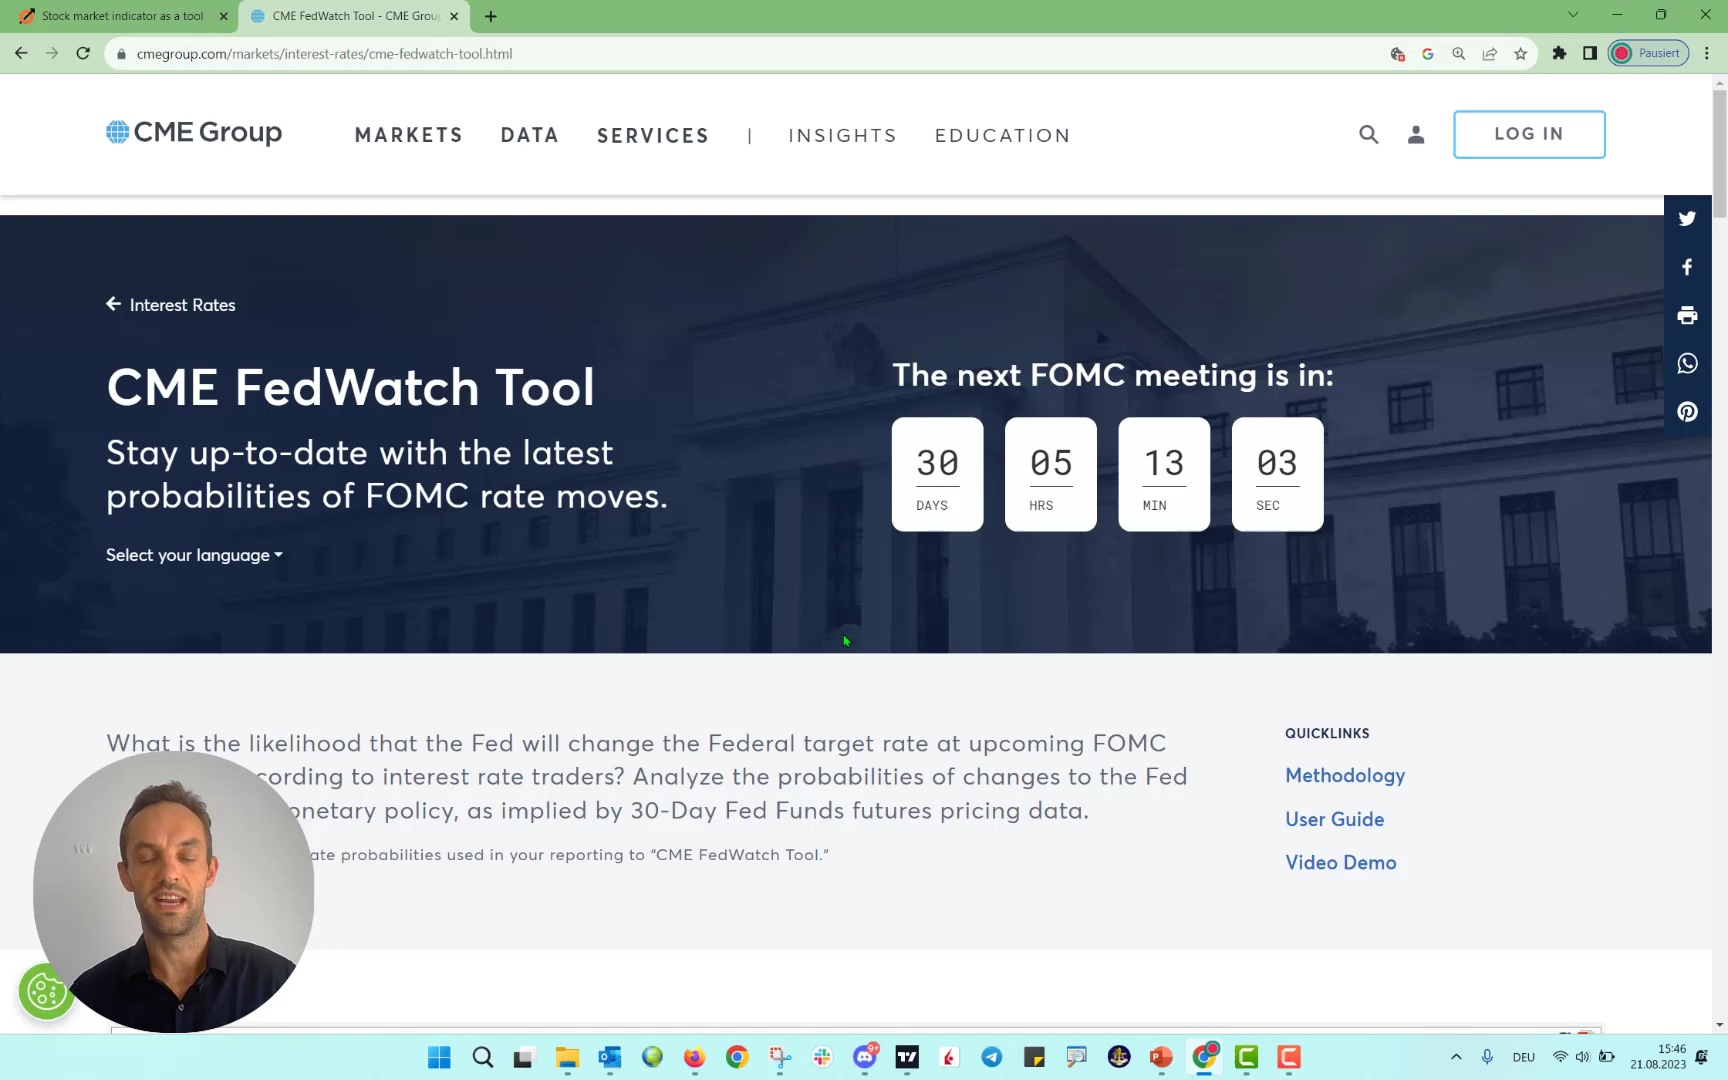 Stock market indicator as a tool
CME FedWatch Tool - CME Grou
cmegroup.com/markets/interest-rates/cme-fedwatch-tool.html
Pausiert
CME Group
MARKETS
DATA
SERVICES
|
INSIGHTS
EDUCATION
LOG IN
Interest Rates
CME FedWatch Tool
Stay up-to-date with the latest
probabilities of FOMC rate moves.
Select your language
The next FOMC meeting is in:
30
DAYS
05
HRS
13
MIN
03
SEC
What is the likelihood that the Fed will change the Federal target rate at upcoming FOMC
cording to interest rate traders? Analyze the probabilities of changes to the Fed
onetary policy, as implied by 30-Day Fed Funds futures pricing data.
ate probabilities used in your reporting to "CME FedWatch Tool."
QUICKLINKS
Methodology
User Guide
Video Demo
9+
DEU
15:46
21.08.2023